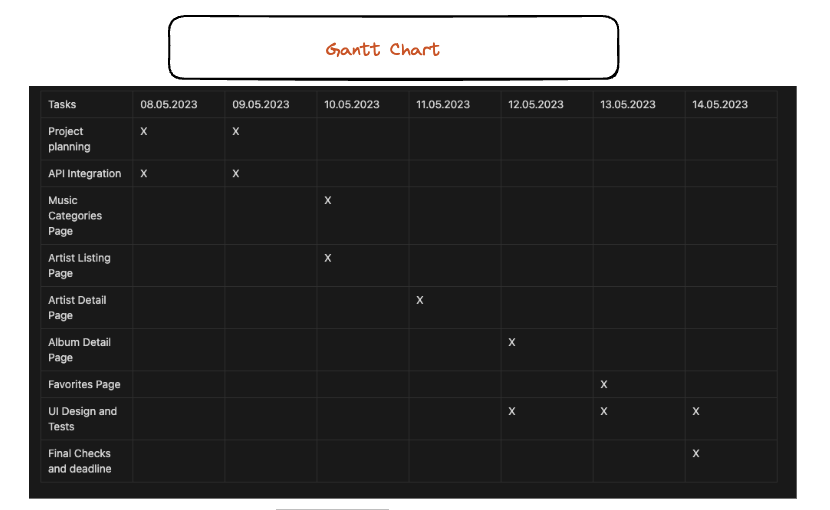 Gantt Chart
Tasks 08.05.2023 09.05.2023 10.05.2023 11.05.2023 12.05.2023 13.05.2023 14.05.2023
Project X X
planning
API Integration X X
Music X
Categories
Page
Artist Listing X
Page
Artist Detail X
Page
Album Detail X
Page
Favorites Page X
UI Design and X X X
Tests
Final Checks X
and deadline